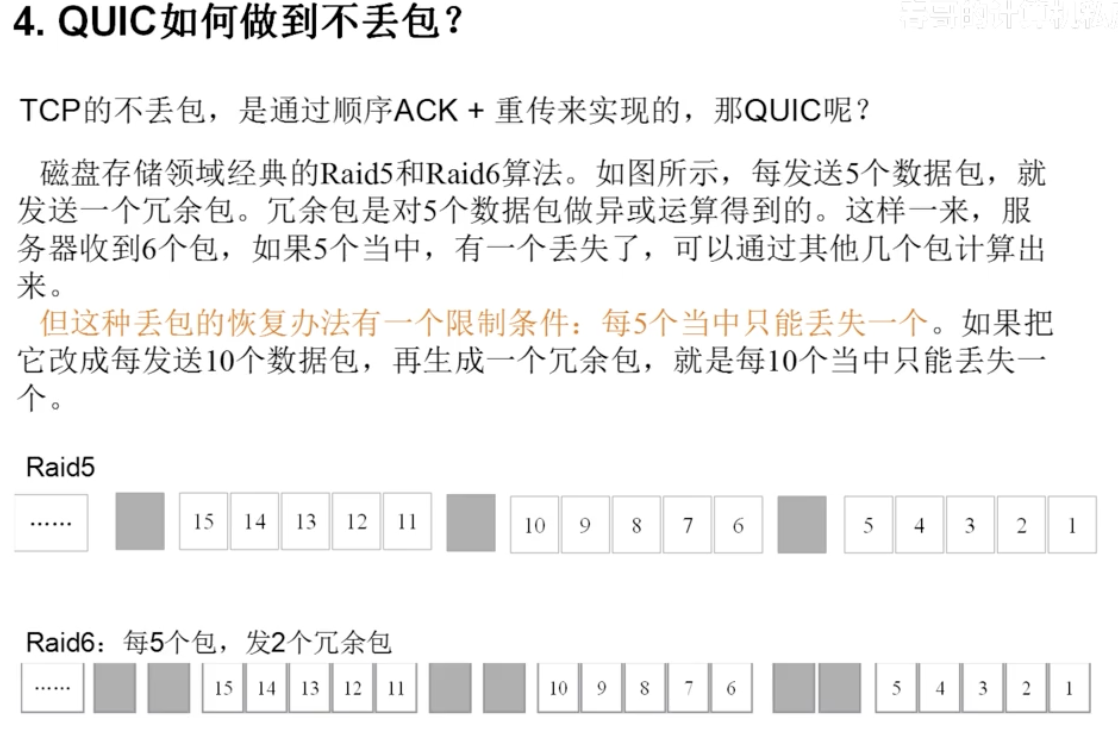 4. QUIC如何做到不丢包？
TCP的不丢包，是通过顺序ACK + 重传来实现的，那QUIC呢？
磁盘存储领域经典的Raid5和Raid6算法。如图所示，每发送5个数据包，就
发送一个冗余包。冗余包是对5个数据包做异或运算得到的。这样一来，服
务器收到6个包，如果5个当中，有一个丢失了，可以通过其他几个包计算出
来。
但这种丢包的恢复办法有一个限制条件：每5个当中只能丢失一个。如果把
它改成每发送10个数据包，再生成一个冗余包，就是每10个当中只能丢失一
个。
Raid5
…… 15 14 13 12 11 10 9 8 7 6 5 4 3 2 1
Raid6：每5个包，发2个冗余包
…… 15 14 13 12 11 10 9 8 7 6 5 4 3 2 1